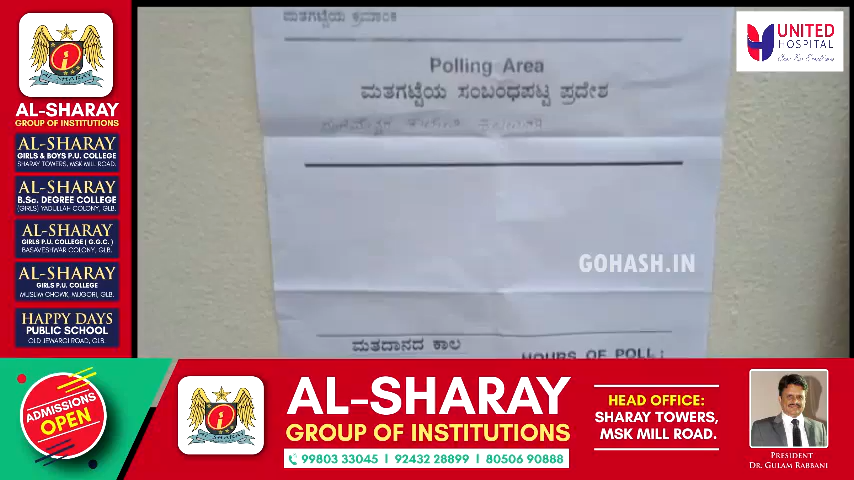 AL-SHARAY
GROUP OF INSTITUTIONS
AL-SHARAY
GIRLS & BOYS P.U. COLLEGE
SHARAY TOWERS, MSK MILL ROAD.
AL-SHARAY
B.Sc. DEGREE COLLEGE
(GIRLS) YADULLAH COLONY, GLB.
AL-SHARAY
GIRLS P.U. COLLEGE ( G.G.C. )
BASAVESHWAR COLONY, GLB.
AL-SHARAY
GIRLS P.U. COLLEGE
MUSLIM CHOWK, MIJGORI, GLB.
HAPPY DAYS
PUBLIC SCHOOL
OLD JEWARGI ROAD, GLB.
ಮತಗಟ್ಟೆಯ ಕ್ರಮಾಂಕ
Polling Area
ಮತಗಟ್ಟೆಯ ಸಂಬಂಧಪಟ್ಟ ಪ್ರದೇಶ
GOHASH.IN
ಮತದಾನದ ಕಾಲ
HOURS OF POLL :
UNITED
HOSPITAL
ADMISSIONS
OPEN
AL-SHARAY
GROUP OF INSTITUTIONS
99803 33045 | 92432 28899 | 80506 90888
HEAD OFFICE:
SHARAY TOWERS,
MSK MILL ROAD.
PRESIDENT
DR. GULAM RABBANI